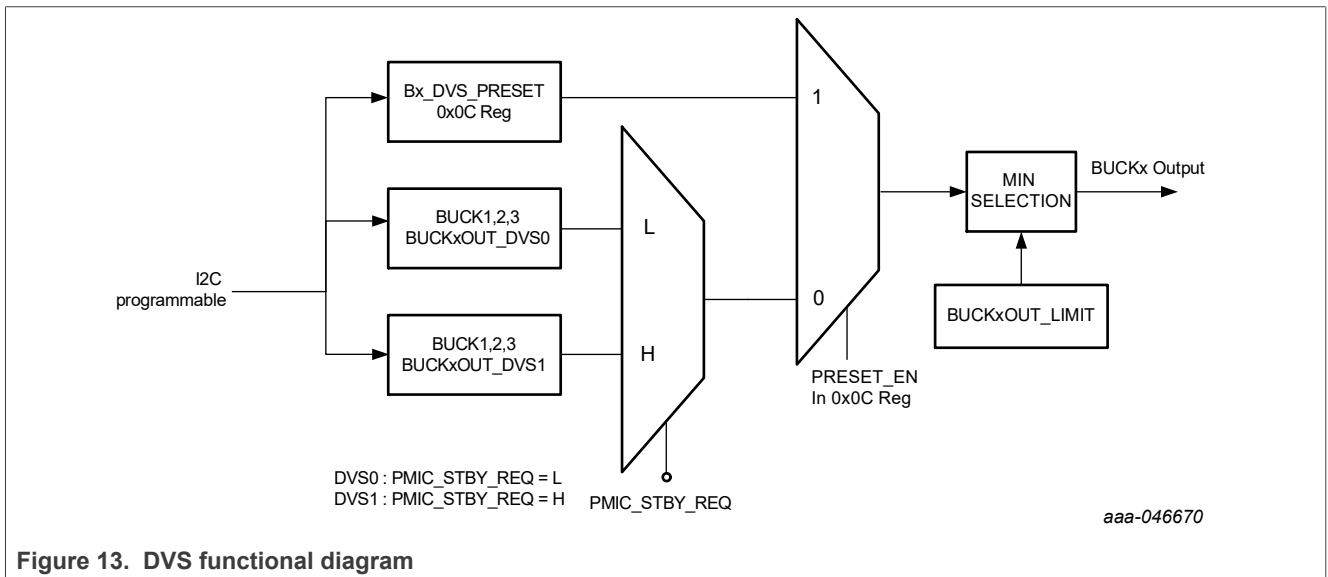 Bx_DVS_PRESET
0x0C Reg
1
BUCK1,2,3
BUCKxOUT_DVS0
L
MIN
SELECTION
BUCKx Output
I2C
programmable
0
BUCKxOUT_LIMIT
BUCK1,2,3
BUCKxOUT_DVS1
H
PRESET_EN
In 0x0C Reg
DVS0 : PMIC_STBY_REQ = L
DVS1 : PMIC_STBY_REQ = H
PMIC_STBY_REQ
aaa-046670
Figure 13. DVS functional diagram